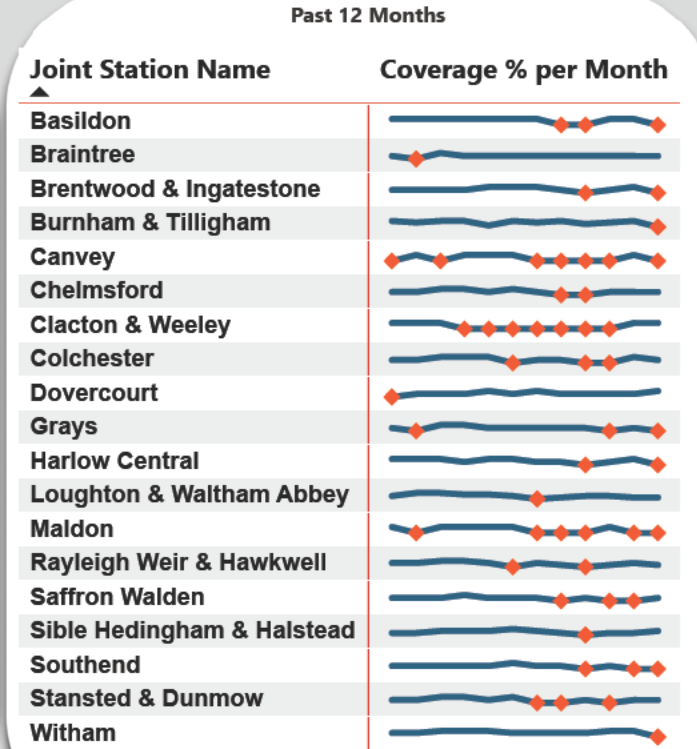 Past 12 Months
Joint Station Name Coverage % per Month
Basildon
Braintree
Brentwood & Ingatestone
Burnham & Tilligham
Canvey
Chelmsford
Clacton & Weeley
Colchester
Dovercourt
Grays
Harlow Central
Loughton & Waltham Abbey
Maldon
Rayleigh Weir & Hawkwell
Saffron Walden
Sible Hedingham & Halstead
Southend
Stansted & Dunmow
Witham